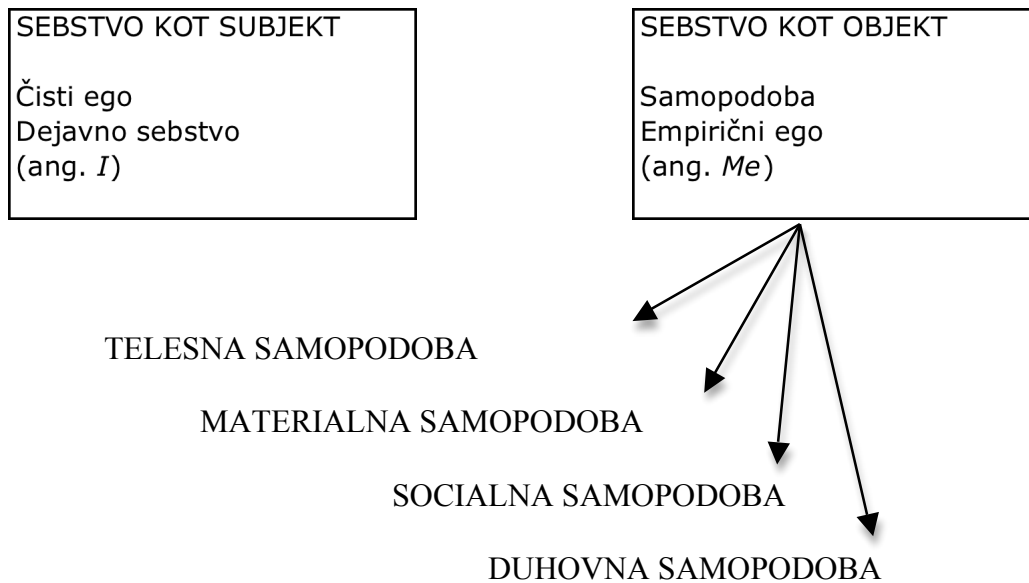 SEBSTVO KOT SUBJEKT
Čisti ego
Dejavno sebstvo
(ang. I)
SEBSTVO KOT OBJEKT
Samopodoba
Empirični ego
(ang. Me)
TELESNA SAMOPODOBA
MATERIALNA SAMOPODOBA
SOCIALNA SAMOPODOBA
DUHOVNA SAMOPODOBA